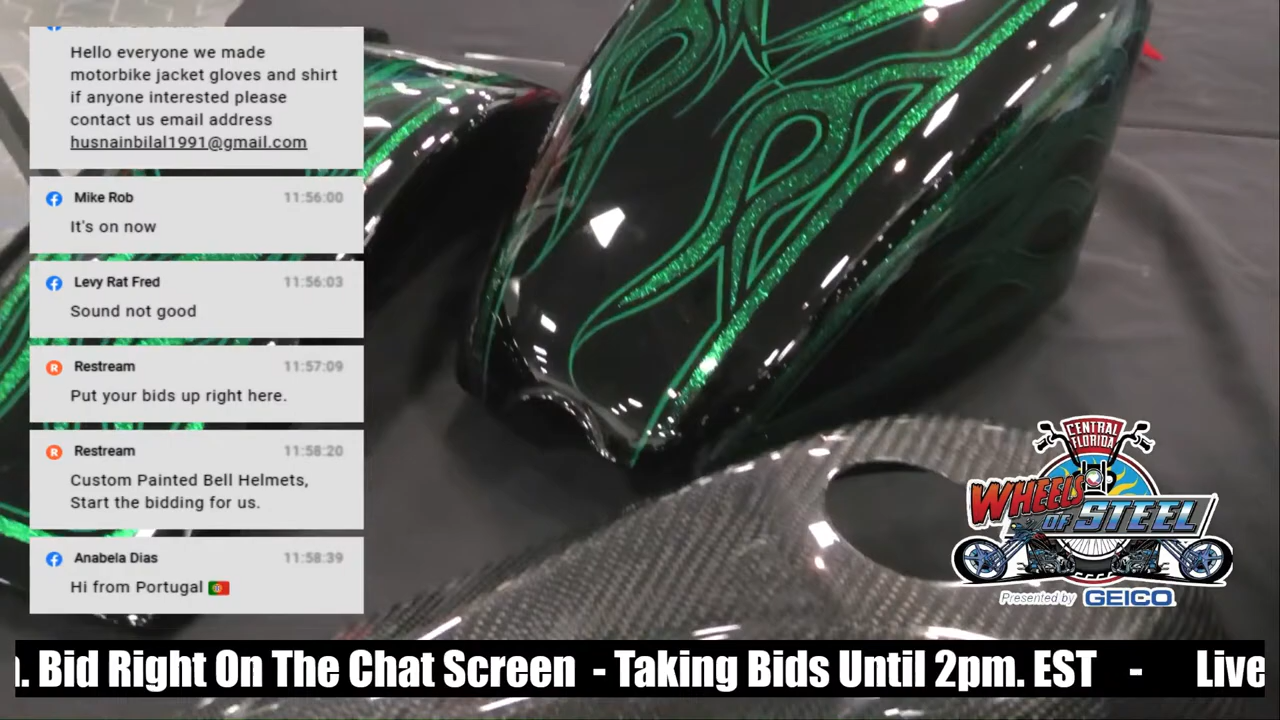 Hello everyone we made
motorbike jacket gloves and shirt
if anyone interested please
contact us email address
husnainbilal1991@gmail.com
Mike Rob 11:56:00
It's on now
Levy Rat Fred 11:56:03
Sound not good
Restream 11:57:09
Put your bids up right here.
Restream 11:58:20
Custom Painted Bell Helmets,
Start the bidding for us.
Anabela Dias 11:58:39
Hi from Portugal 🇵🇹
CENTRAL
FLORIDA
WHEELS
OF STEEL
Presented by GEICO
. Bid Right On The Chat Screen - Taking Bids Until 2pm. EST - Live